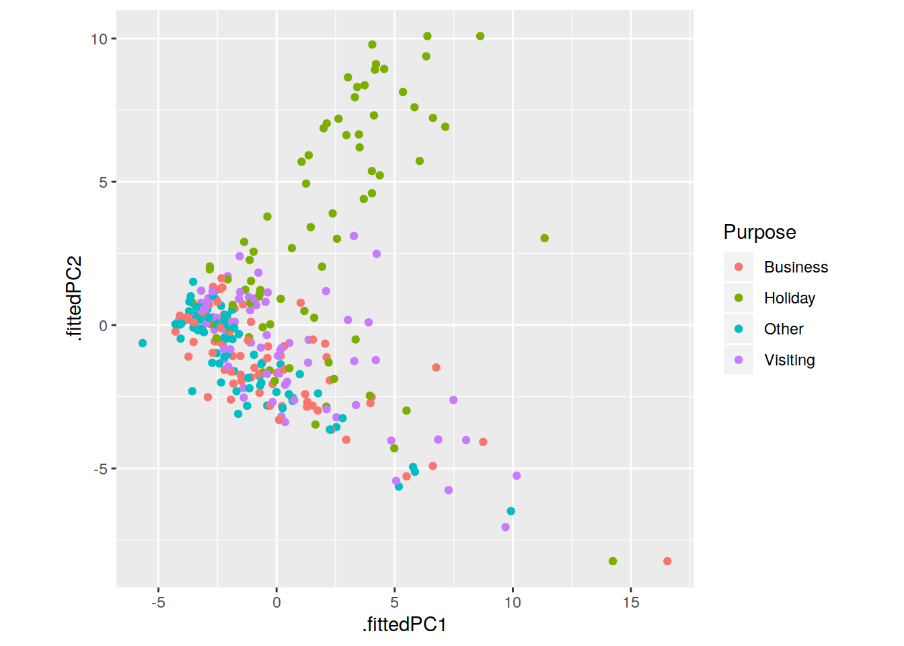 10
5
0
-5
.fittedPC2
-5
0
5
10
15
.fittedPC1
Purpose
Business
Holiday
Other
Visiting